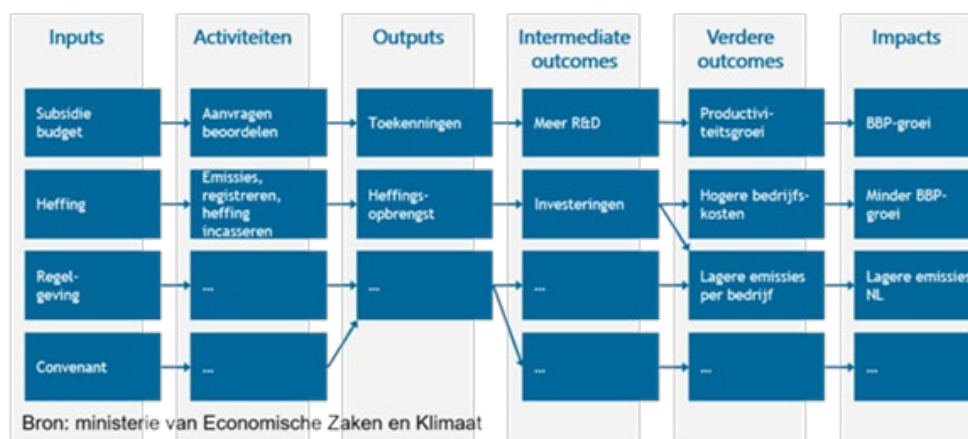 Inputs
Activiteiten
Outputs
Intermediate
outcomes
Verdere
outcomes
Impacts
Subsidie
budget
Aanvragen
beoordelen
Toekenningen
Meer R&D
Productivi-
teitsgroei
BBP-groei
Heffing
Emissies,
registreren,
heffing
incasseren
Heffings-
opbrengst
Investeringen
Hogere bedrijfs-
kosten
Minder BBP-
groei
Regel-
geving
...
...
...
Lagere emissies
per bedrijf
Lagere emissies
NL
Convenant
...
...
...
...
Bron: ministerie van Economische Zaken en Klimaat